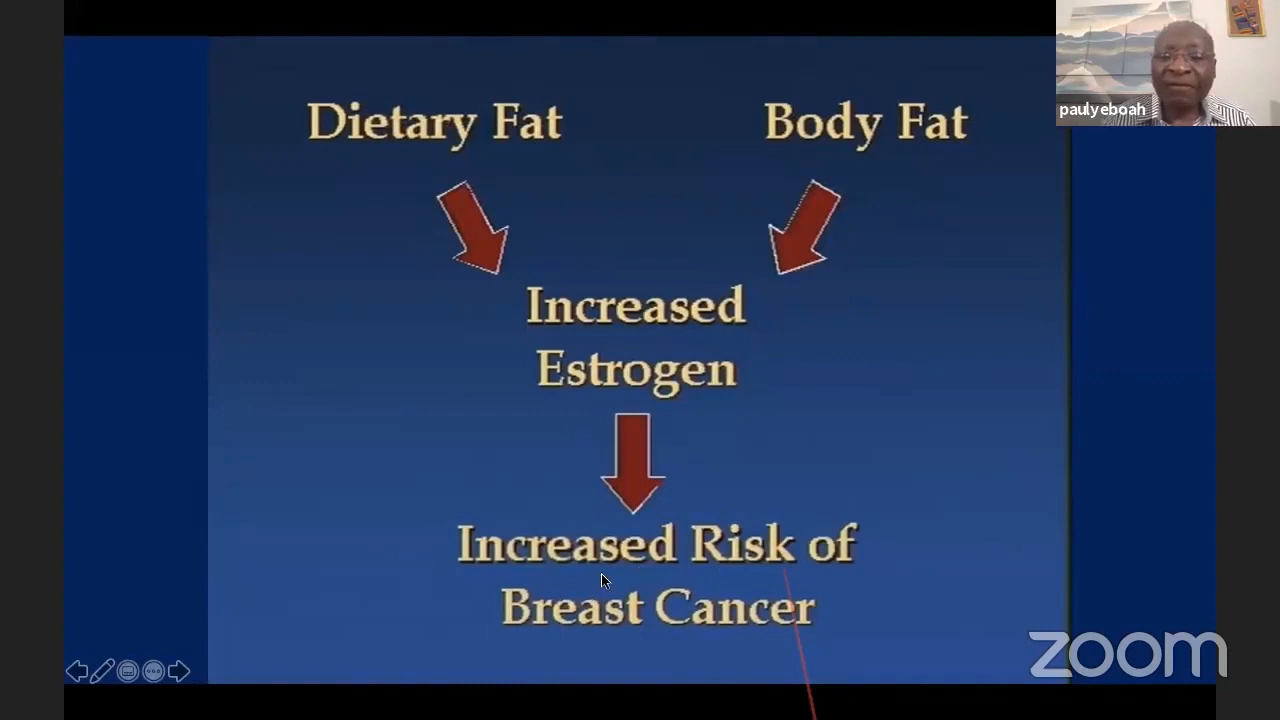 Dietary Fat
Body Fat
paulyeboah
Increased
Estrogen
Increased Risk of
Breast Cancer
zoom